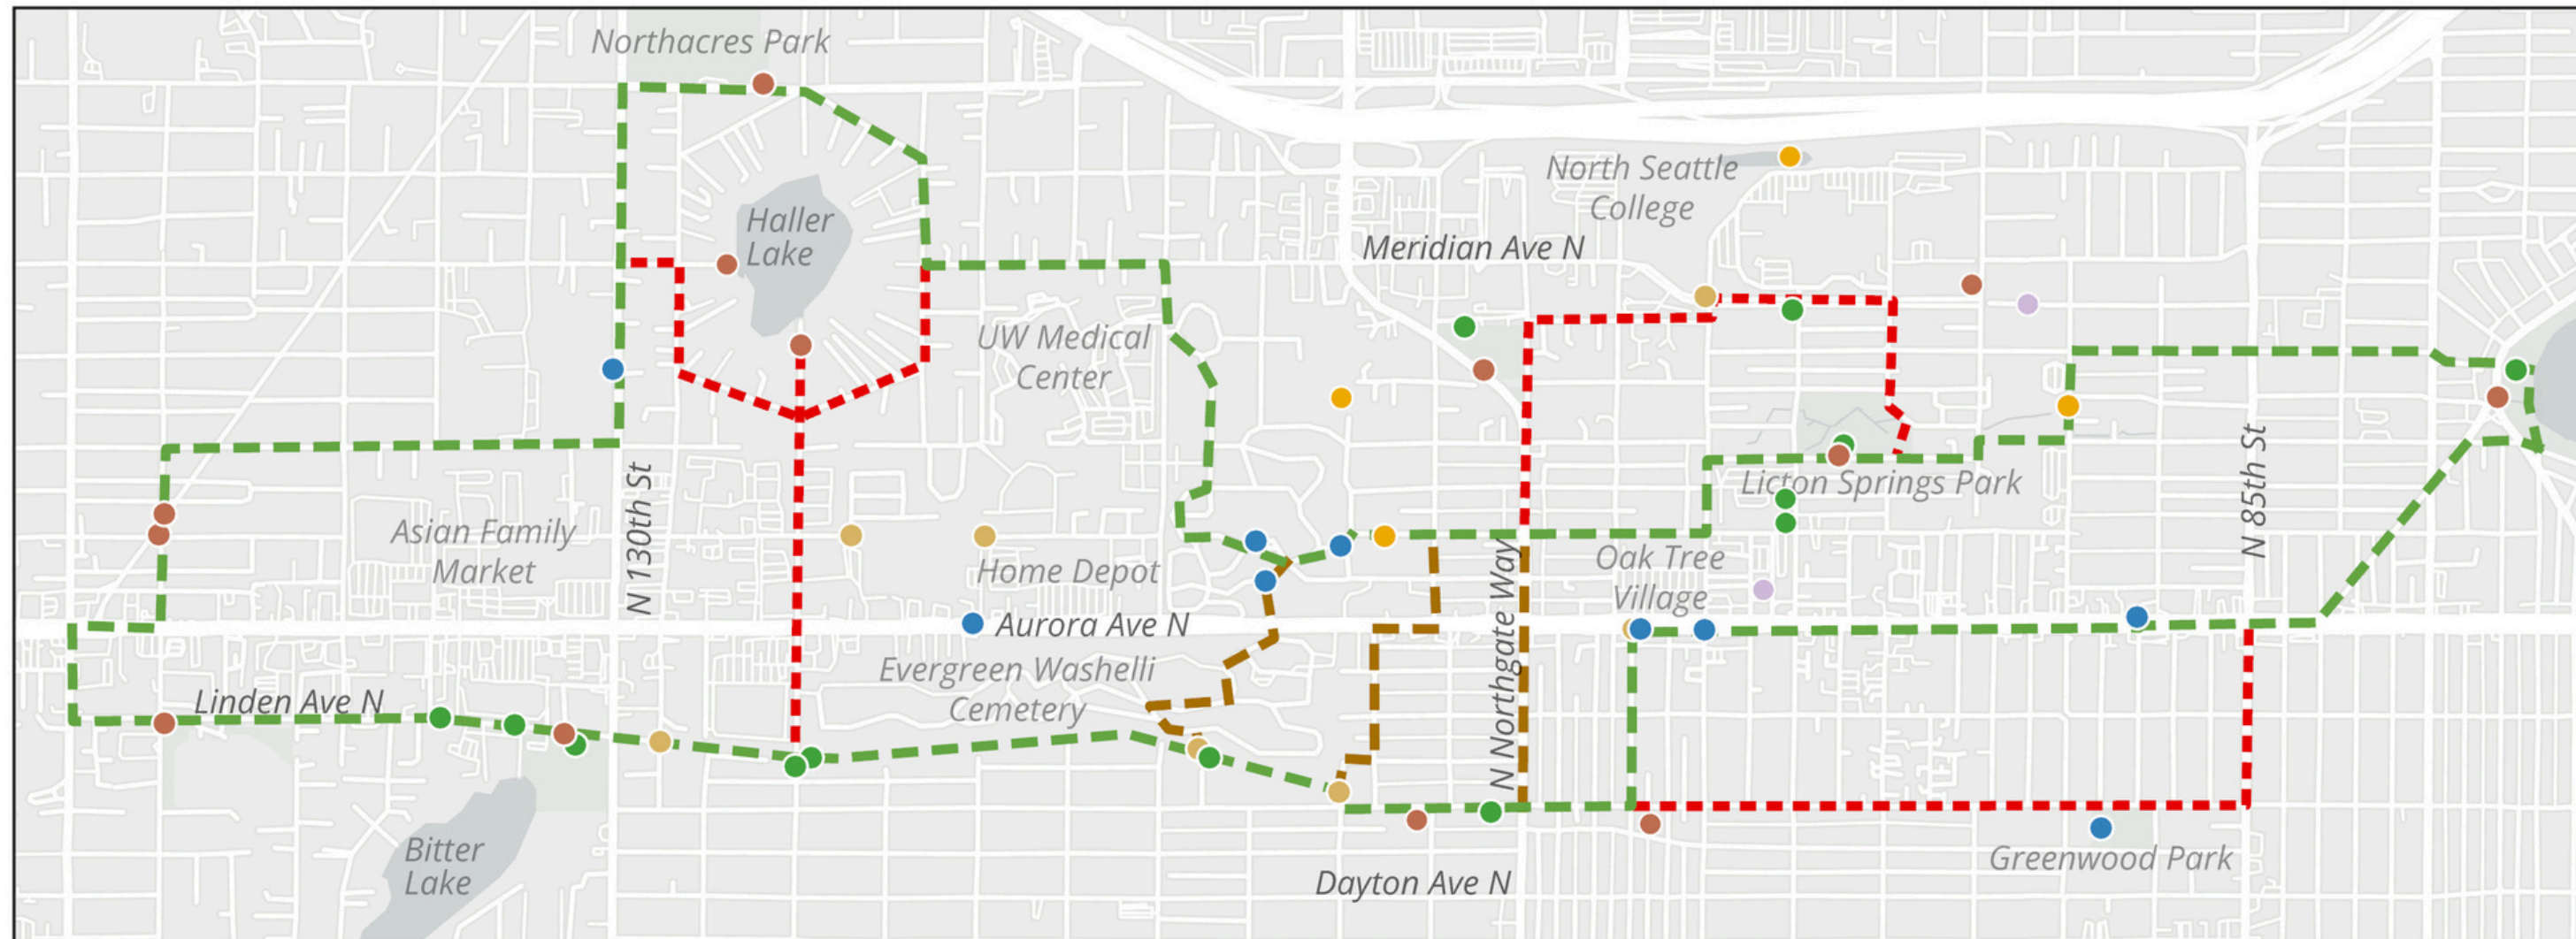 Northacres Park
North Seattle
College
Haller
Lake
Meridian Ave N
UW Medical
Center
N 130th St
Asian Family
Market
Home Depot
Aurora Ave N
Evergreen Washelli
Cemetery
Linden Ave N
N Northgate Way
Oak Tree
Village
Licton Springs Park
N 85th St
Bitter
Lake
Dayton Ave N
Greenwood Park